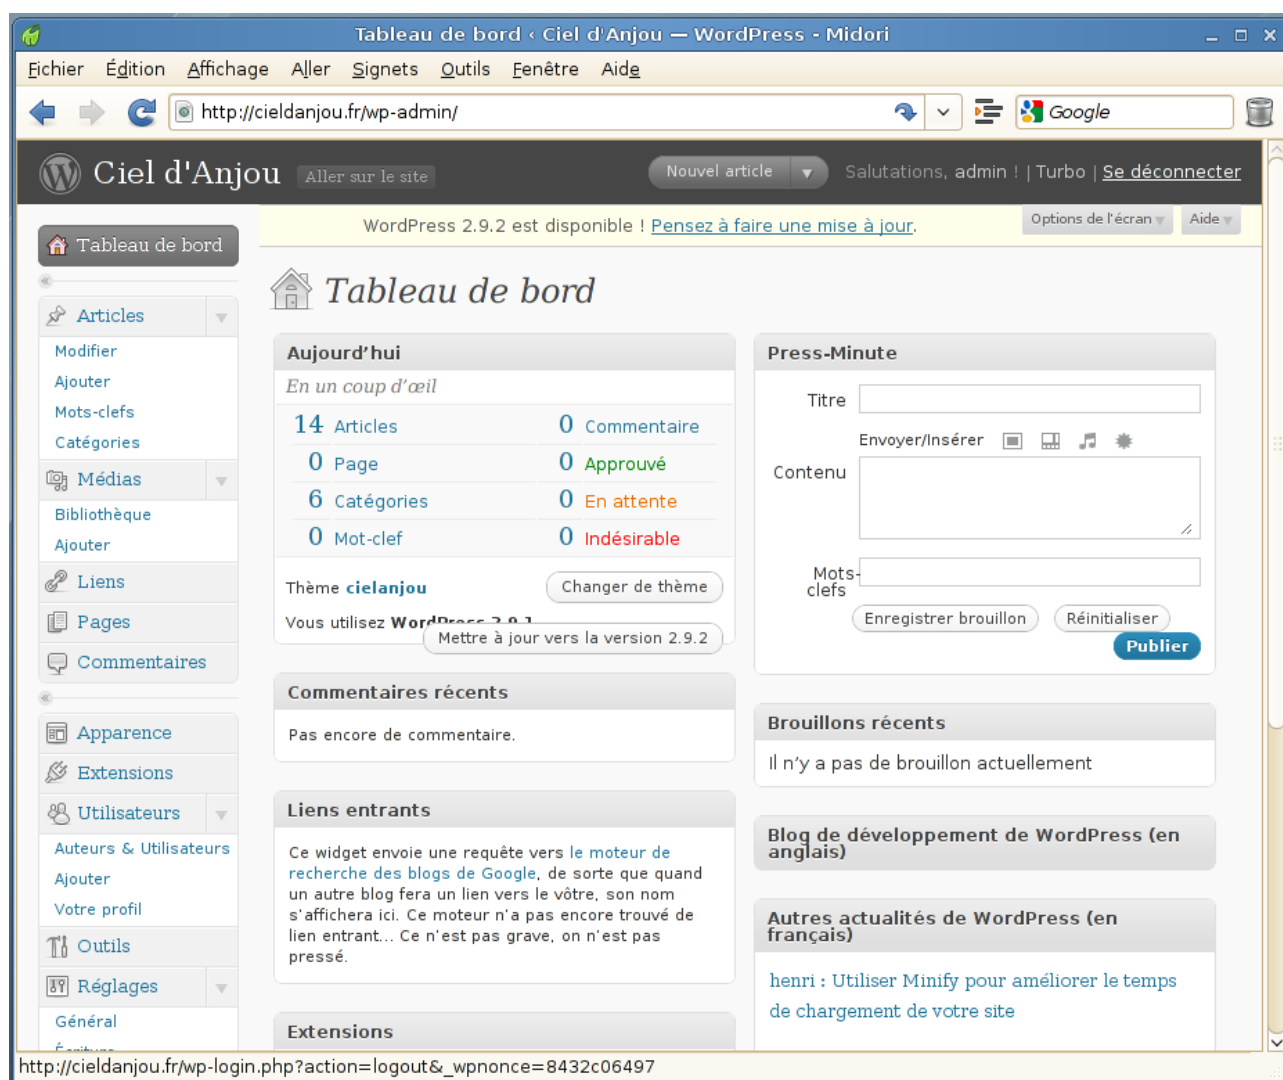 Tableau de bord ‹ Ciel d'Anjou — WordPress - Midori
Fichier Édition Affichage Aller Signets Outils Fenêtre Aide
http://cieldanjou.fr/wp-admin/ Google
Ciel d'Anjou Aller sur le site Nouvel article Salutations, admin ! | Turbo | Se déconnecter
WordPress 2.9.2 est disponible ! Pensez à faire une mise à jour. Options de l'écran Aide
Tableau de bord
Articles
Modifier
Ajouter
Mots-clefs
Catégories
Médias
Bibliothèque
Ajouter
Liens
Pages
Commentaires
Apparence
Extensions
Utilisateurs
Auteurs & Utilisateurs
Ajouter
Votre profil
Outils
Réglages
Général
Tableau de bord
Aujourd’hui
En un coup d’œil
14 Articles 0 Commentaire
0 Page 0 Approuvé
6 Catégories 0 En attente
0 Mot-clef 0 Indésirable
Thème cielanjou Changer de thème
Vous utilisez WordPress 2.9.1
Mettre à jour vers la version 2.9.2
Commentaires récents
Pas encore de commentaire.
Liens entrants
Ce widget envoie une requête vers le moteur de
recherche des blogs de Google, de sorte que quand
un autre blog fera un lien vers le vôtre, son nom
s'affichera ici. Ce moteur n'a pas encore trouvé de
lien entrant... Ce n'est pas grave, on n'est pas
pressé.
Extensions
Press-Minute
Titre
Envoyer/Insérer
Contenu
Mots-
clefs
Enregistrer brouillon Réinitialiser
Publier
Brouillons récents
Il n’y a pas de brouillon actuellement
Blog de développement de WordPress (en
anglais)
Autres actualités de WordPress (en
français)
henri : Utiliser Minify pour améliorer le temps
de chargement de votre site
http://cieldanjou.fr/wp-login.php?action=logout&_wpnonce=8432c06497